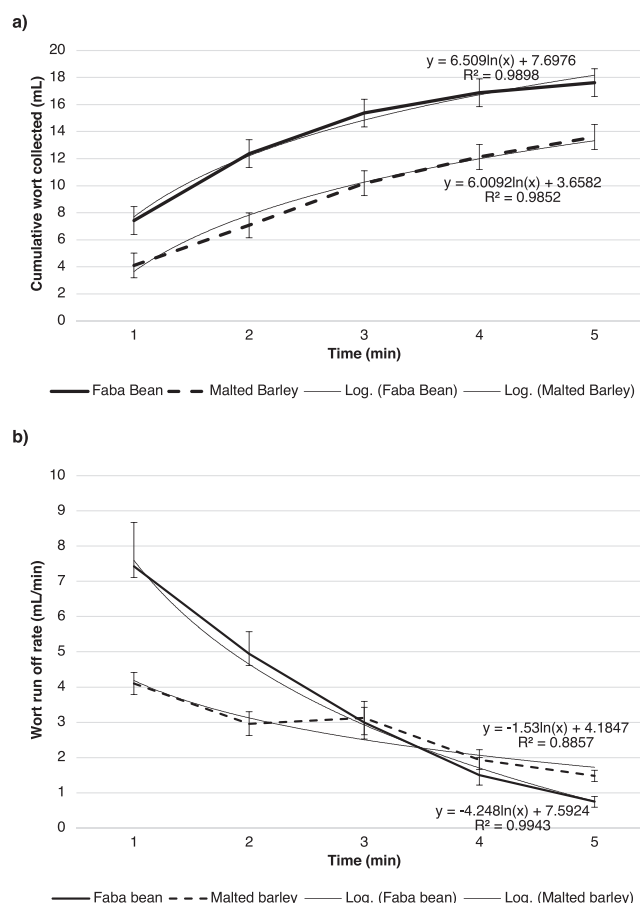 a)
20
18
16
14
12
10
8
6
4
2
0
Cumulative wort collected (mL)
y = 6.509ln(x) + 7.6976
R² = 0.9898
y = 6.0092ln(x) + 3.6582
R² = 0.9852
1 2 3 4 5
Time (min)
Faba Bean Malted Barley Log. (Faba Bean) Log. (Malted Barley)
b)
10
9
8
7
6
5
4
3
2
1
0
Wort run off rate (mL/min)
y = -1.53ln(x) + 4.1847
R² = 0.8857
y = -4.248ln(x) + 7.5924
R² = 0.9943
1 2 3 4 5
Time (min)
Faba bean Malted barley Log. (Faba bean) Log. (Malted barley)